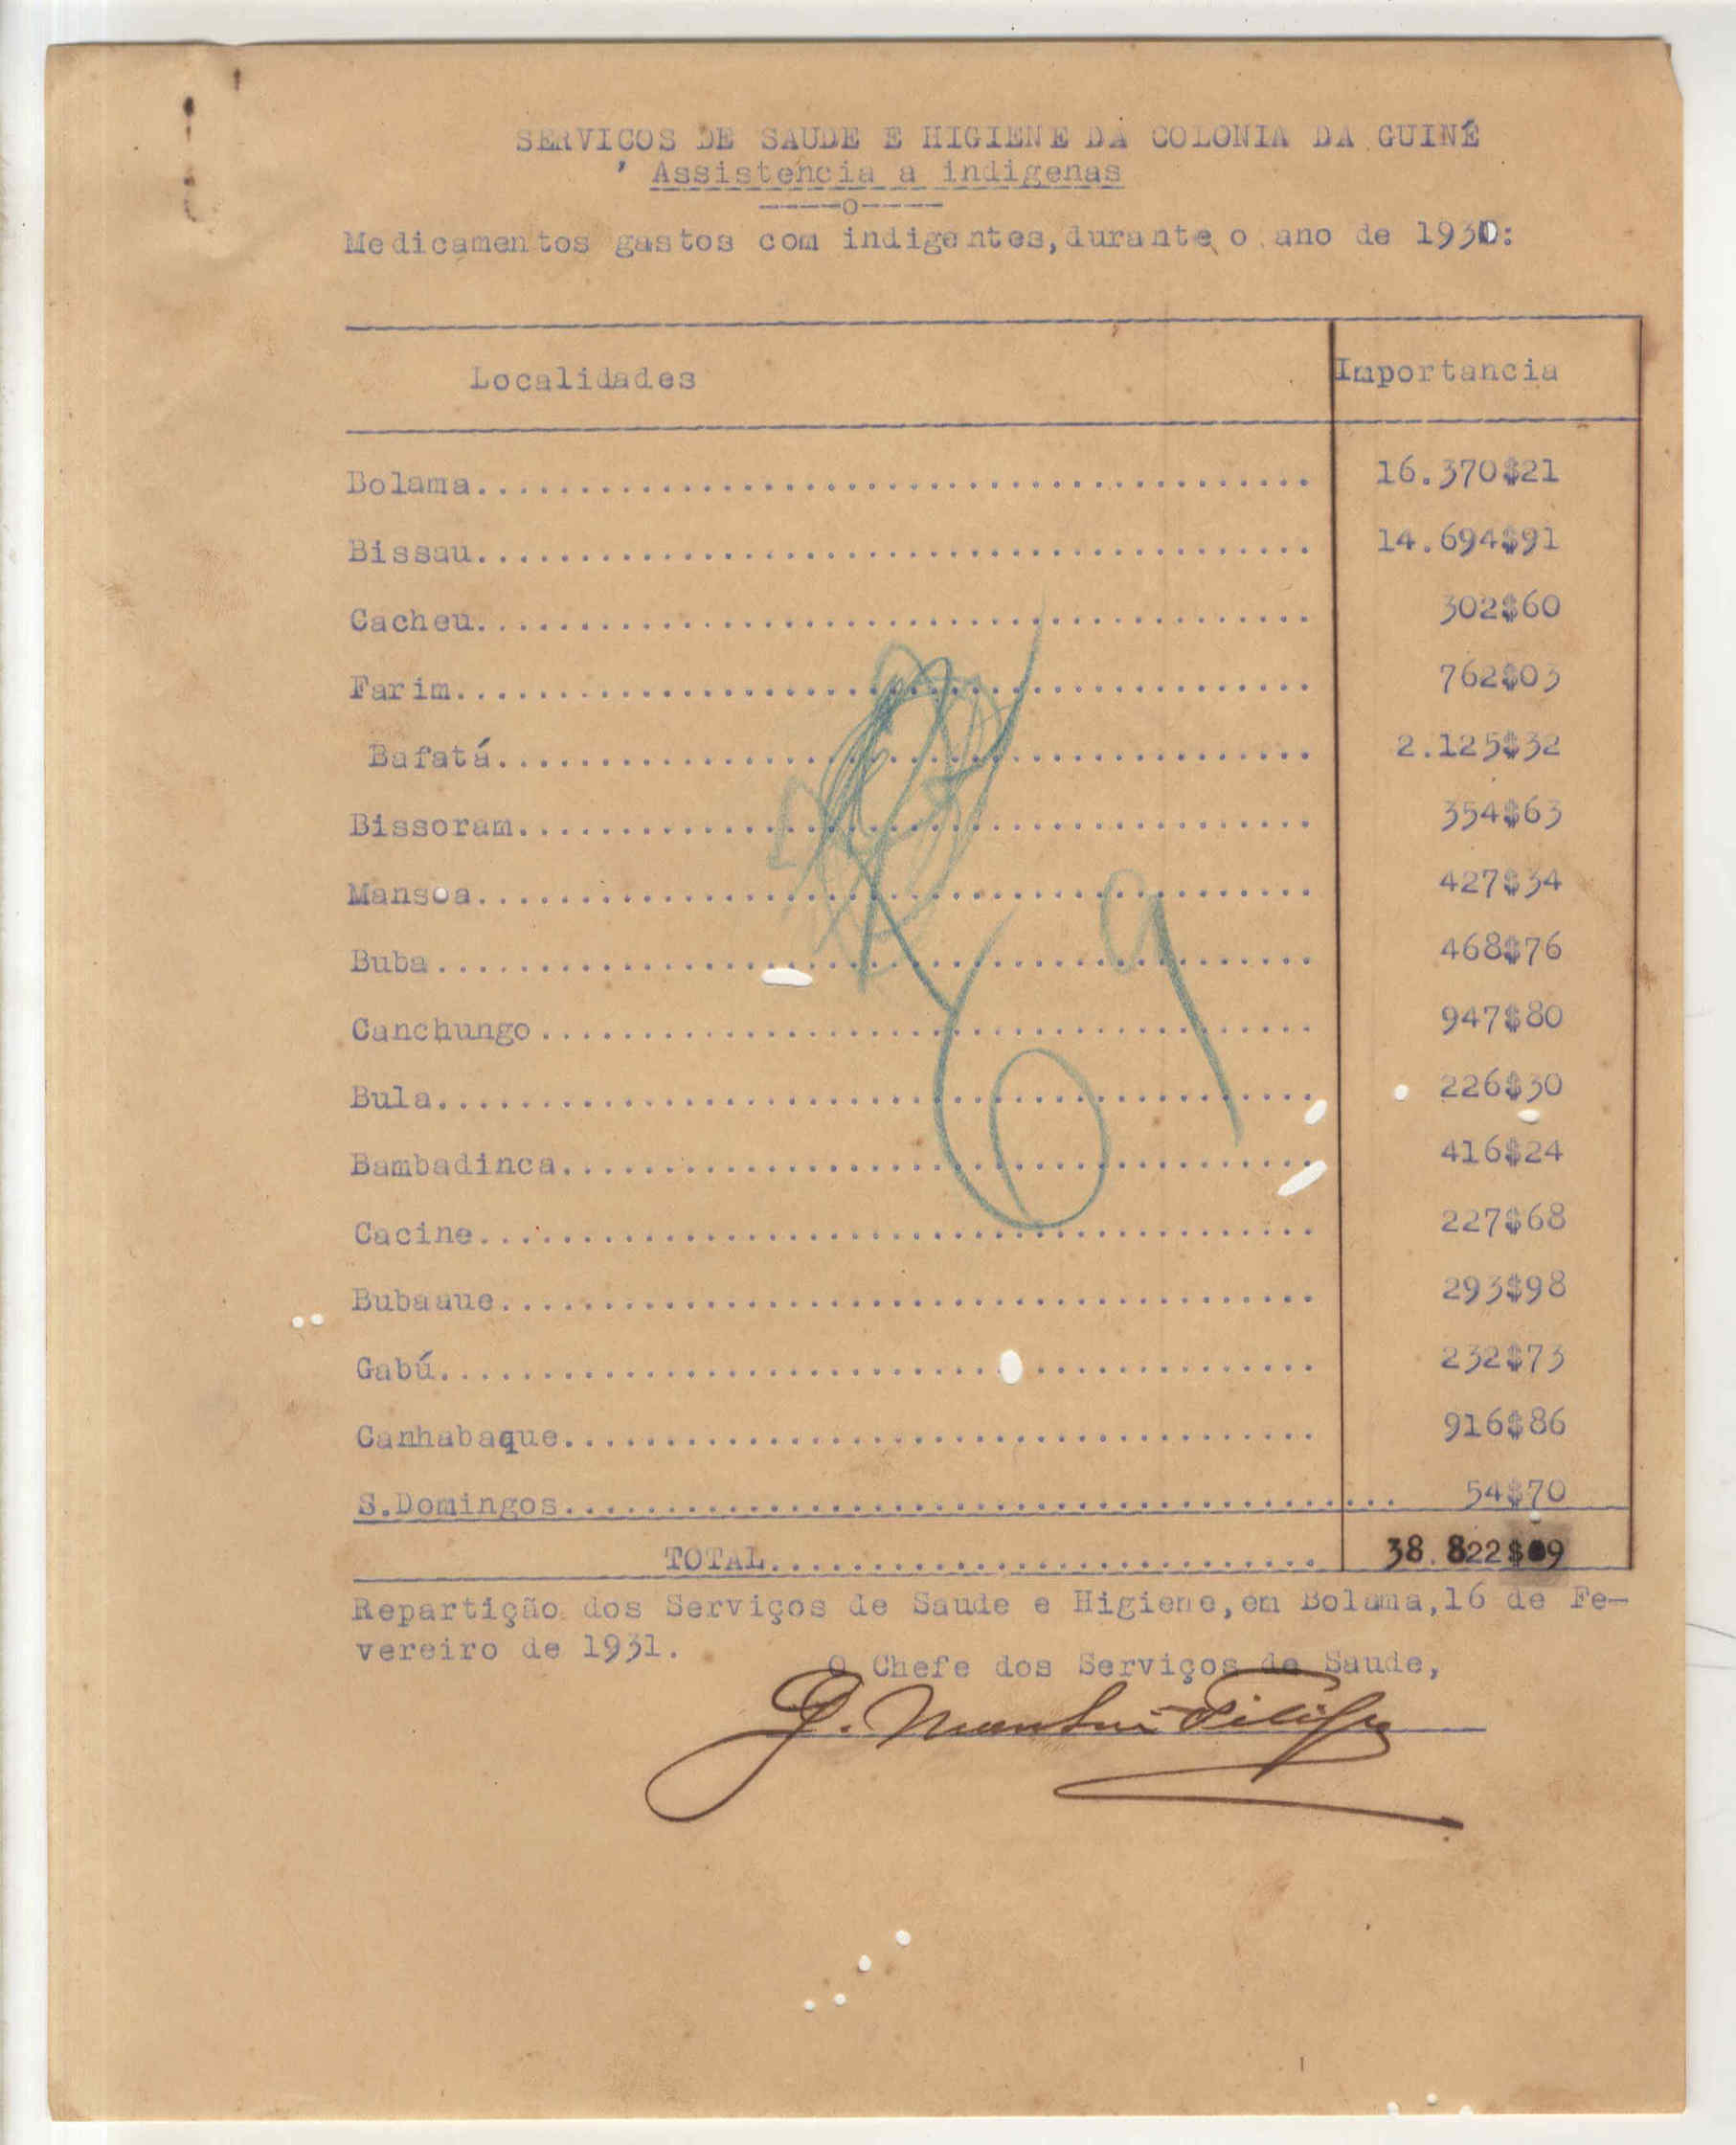 SERVICOS DE SAUDE E HIGIENE DA COLONIA DA GUINÉ
Assistencia a indigenas
-----o-----
Medicamentos gastos com indigentes,durante o ano de 1930:
Localidades Importancia
Bolama........................................ 16.370$21
Bissau........................................ 14.694$91
Cacheu........................................ 302$60
Farim......................................... 762$03
Bafatá........................................ 2.125$32
Bissoram...................................... 354$63
Mansoa........................................ 427$34
Buba.......................................... 468$76
Canchungo..................................... 947$80
Bula.......................................... 226$30
Bambadinca.................................... 416$24
Cacine........................................ 227$68
Bubaque....................................... 293$98
Gabú.......................................... 232$73
Canhabaque.................................... 916$86
S.Domingos........................................ 54$70
TOTAL........................... 38.822$09
Repartição dos Serviços de Saude e Higiene,em Bolama,16 de Fe-
vereiro de 1931.
O Chefe dos Serviços de Saude,
69